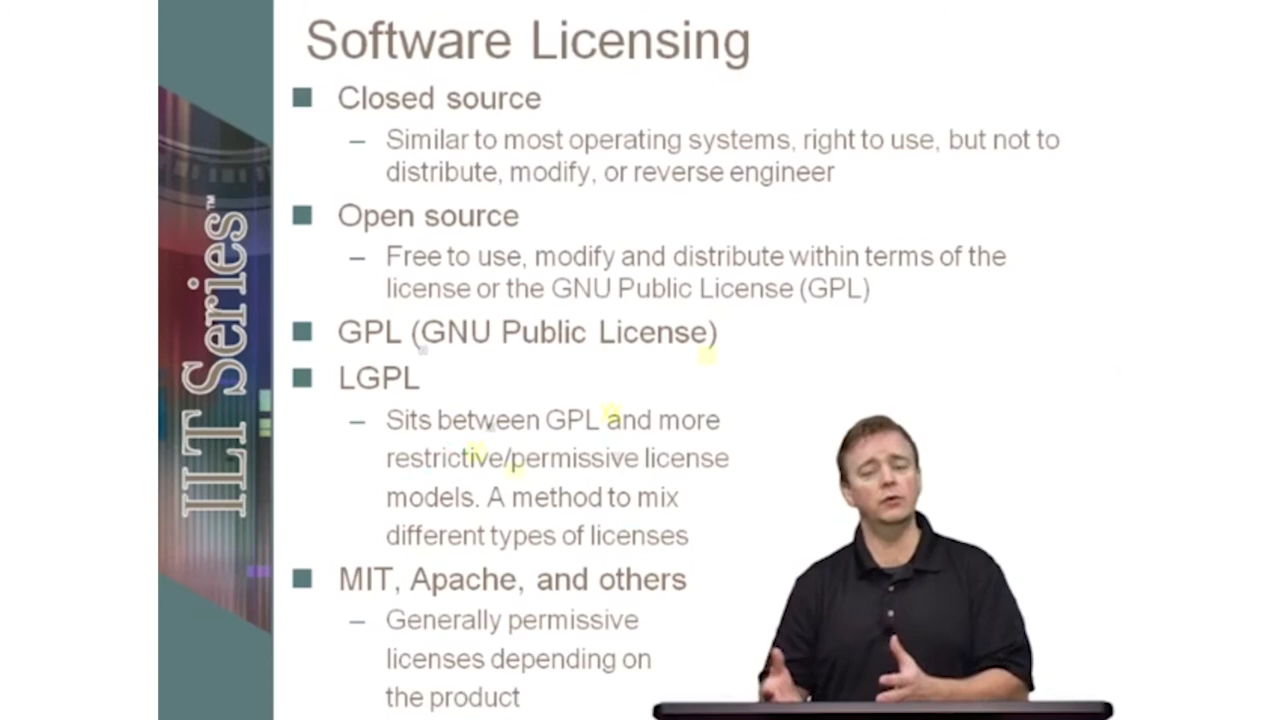 Software Licensing
Closed source
– Similar to most operating systems, right to use, but not to
distribute, modify, or reverse engineer
Open source
– Free to use, modify and distribute within terms of the
license or the GNU Public License (GPL)
GPL (GNU Public License)
LGPL
– Sits between GPL and more
restrictive/permissive license
models. A method to mix
different types of licenses
MIT, Apache, and others
– Generally permissive
licenses depending on
the product
ILT Series™